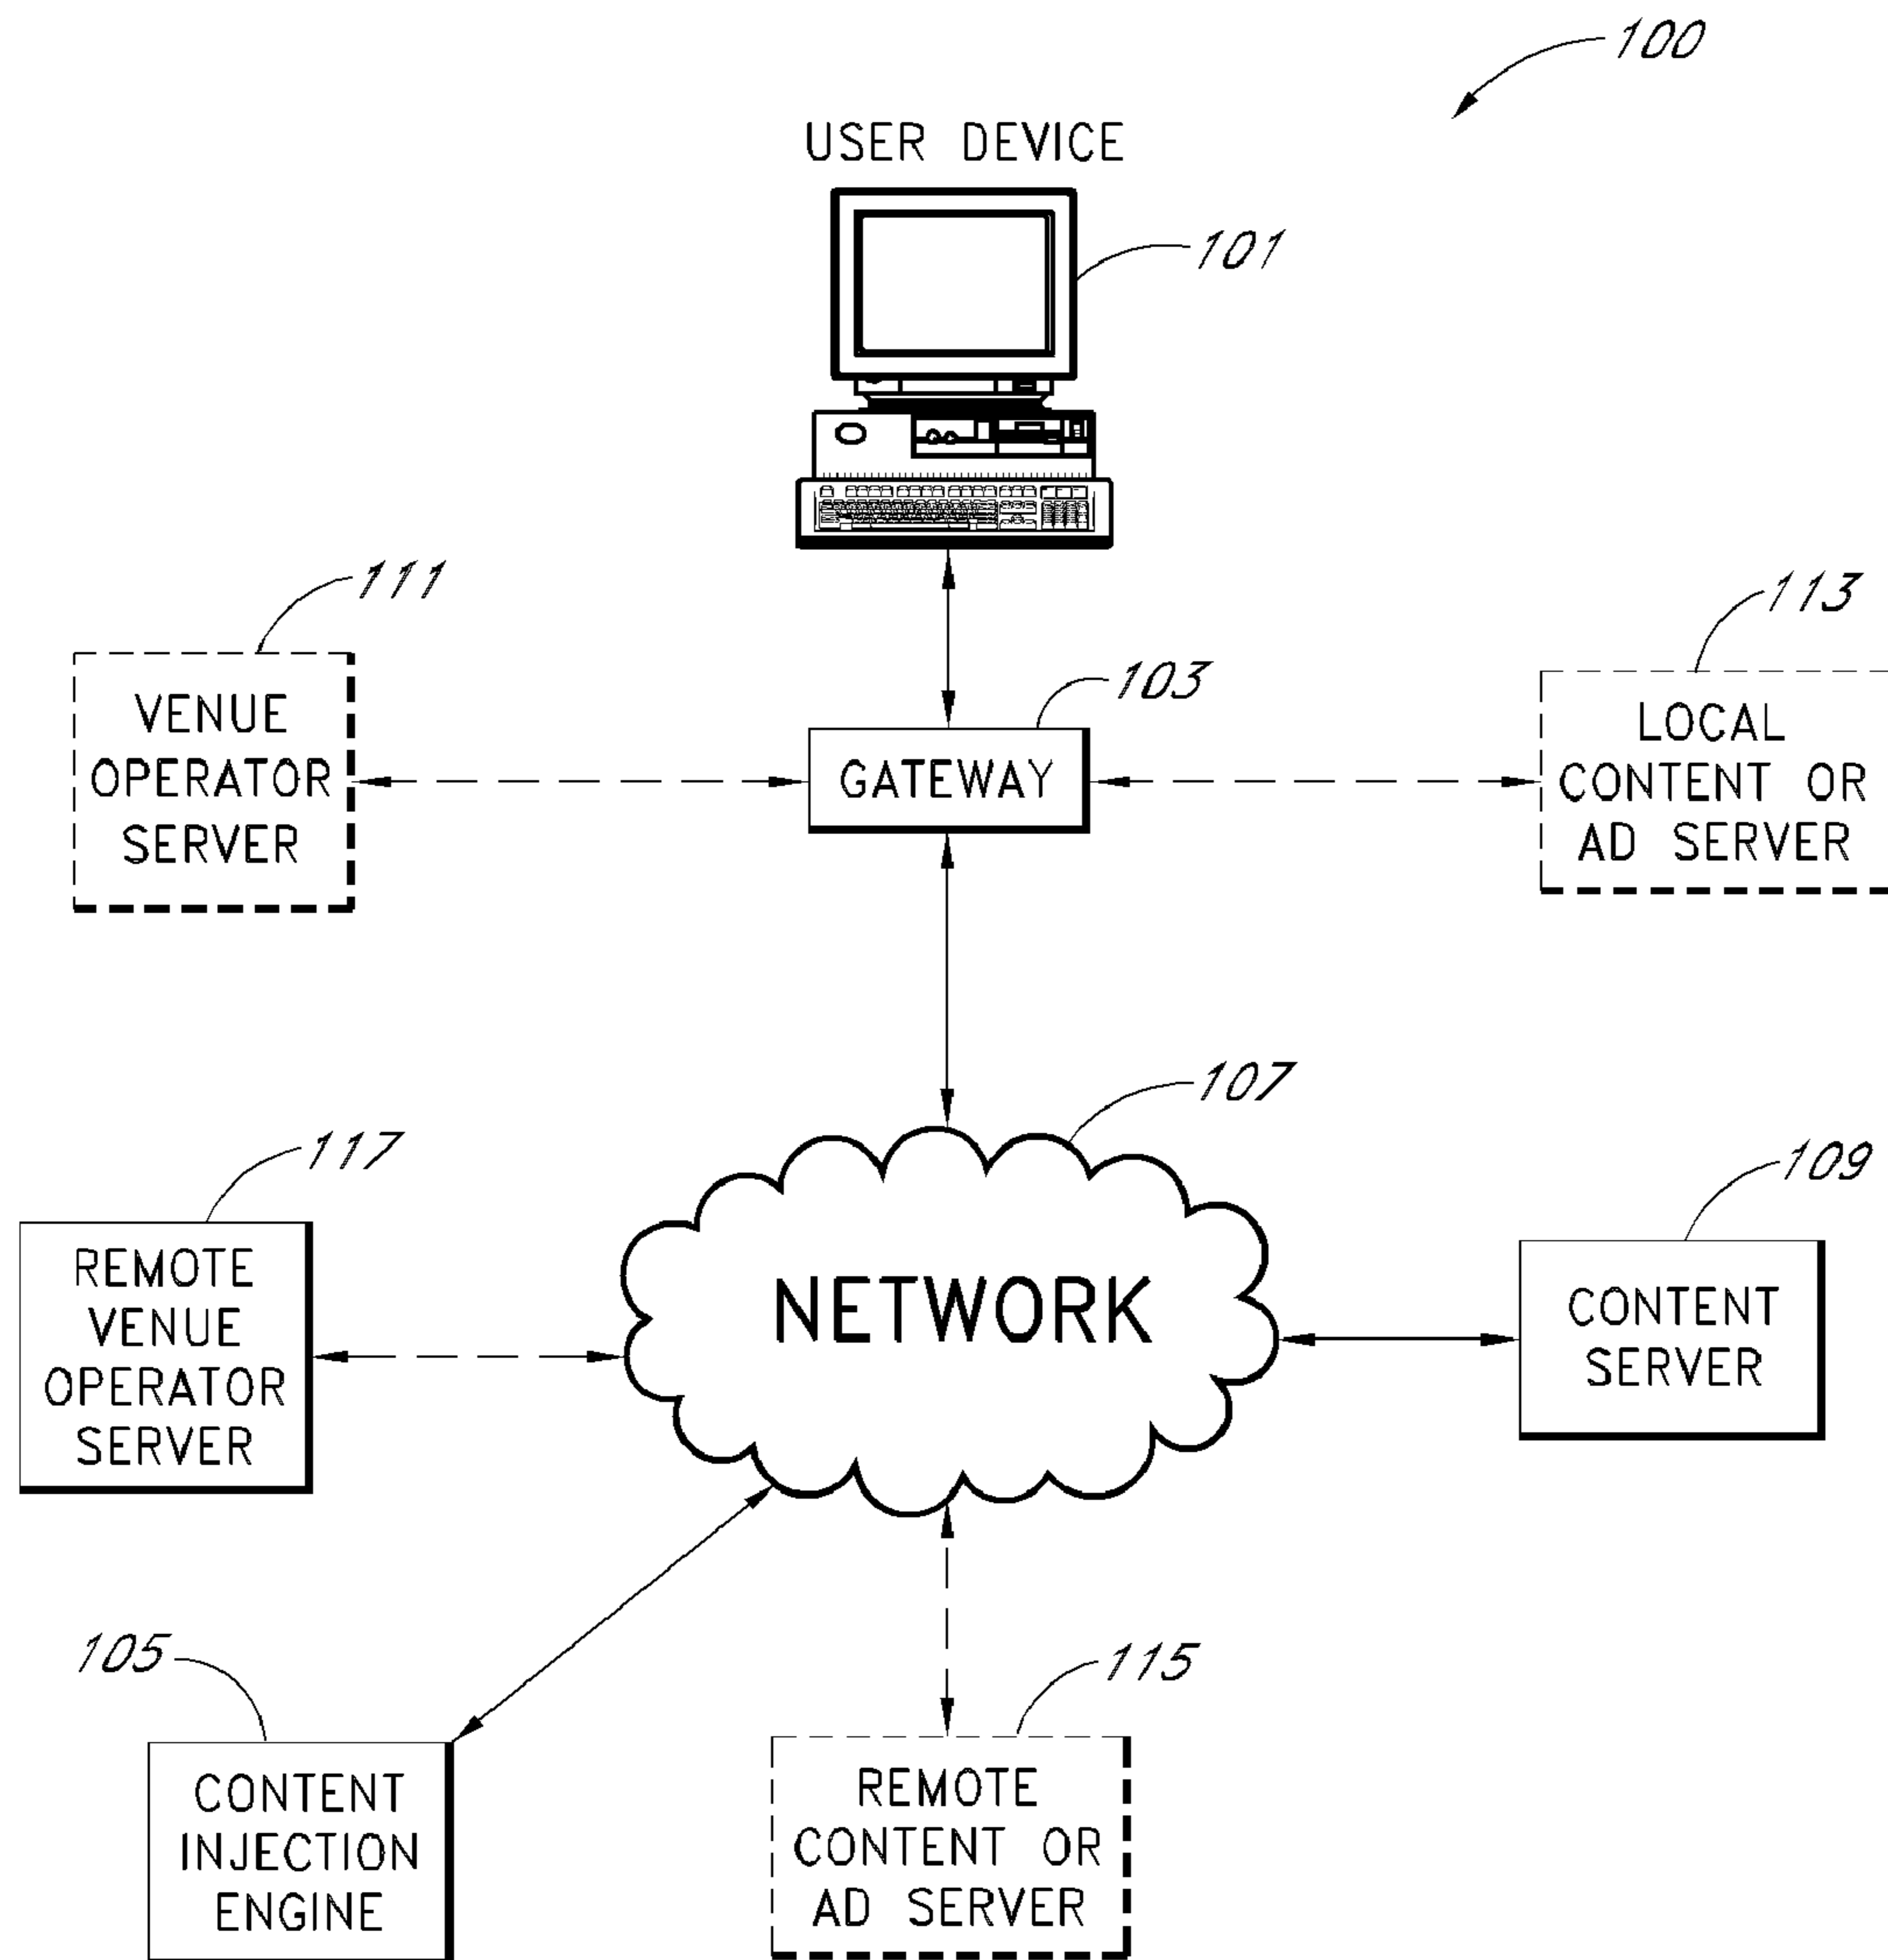 100
USER DEVICE
101
111
113
VENUE
OPERATOR
SERVER
103
GATEWAY
LOCAL
CONTENT OR
AD SERVER
107
117
109
REMOTE
VENUE
OPERATOR
SERVER
NETWORK
CONTENT
SERVER
105
115
CONTENT
INJECTION
ENGINE
REMOTE
CONTENT OR
AD SERVER